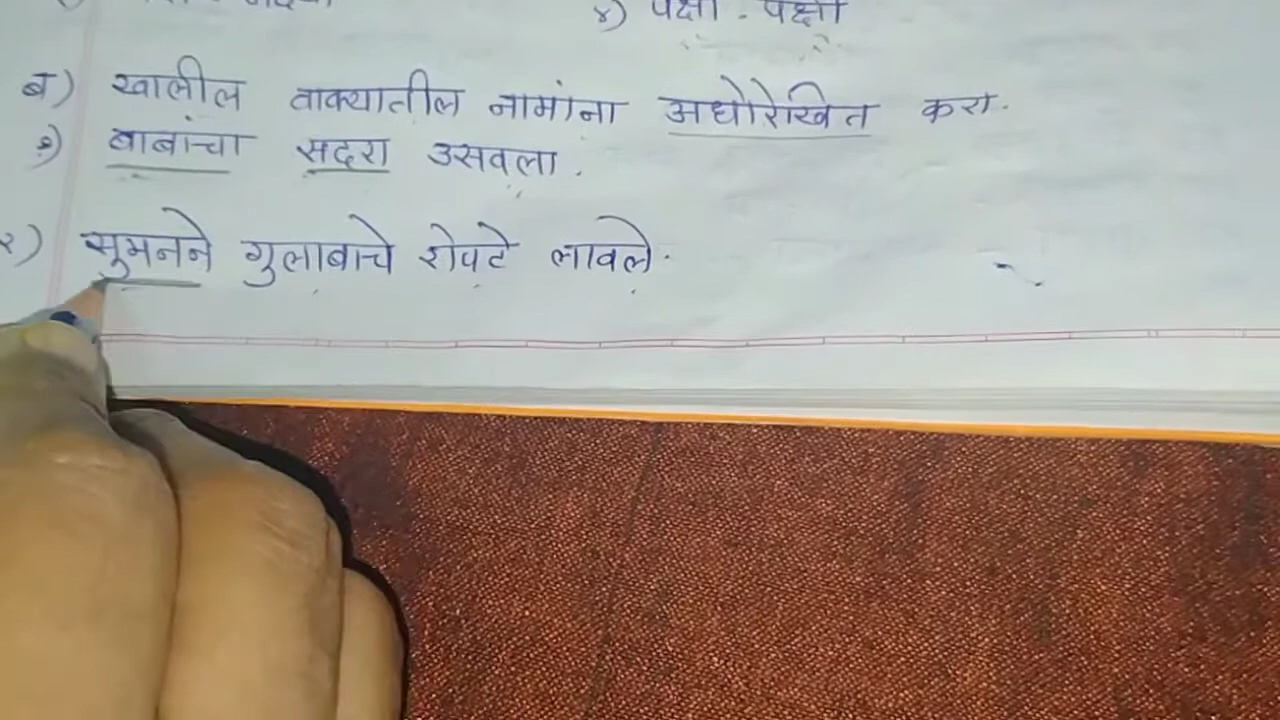 ४) पक्षी - पक्षी
ब) खालील वाक्यातील नामांना अधोरेखित करा.
१) बाबांचा सदरा उसवला.
२) सुमनने गुलाबाचे रोपटे लावले.